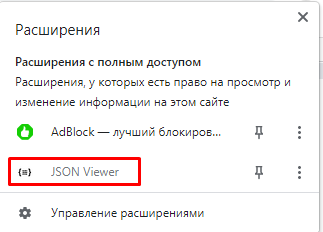 Расширения
Расширения с полным доступом
Расширения, у которых есть право на просмотр и
изменение информации на этом сайте
AdBlock — лучший блокиров...
JSON Viewer
Управление расширениями